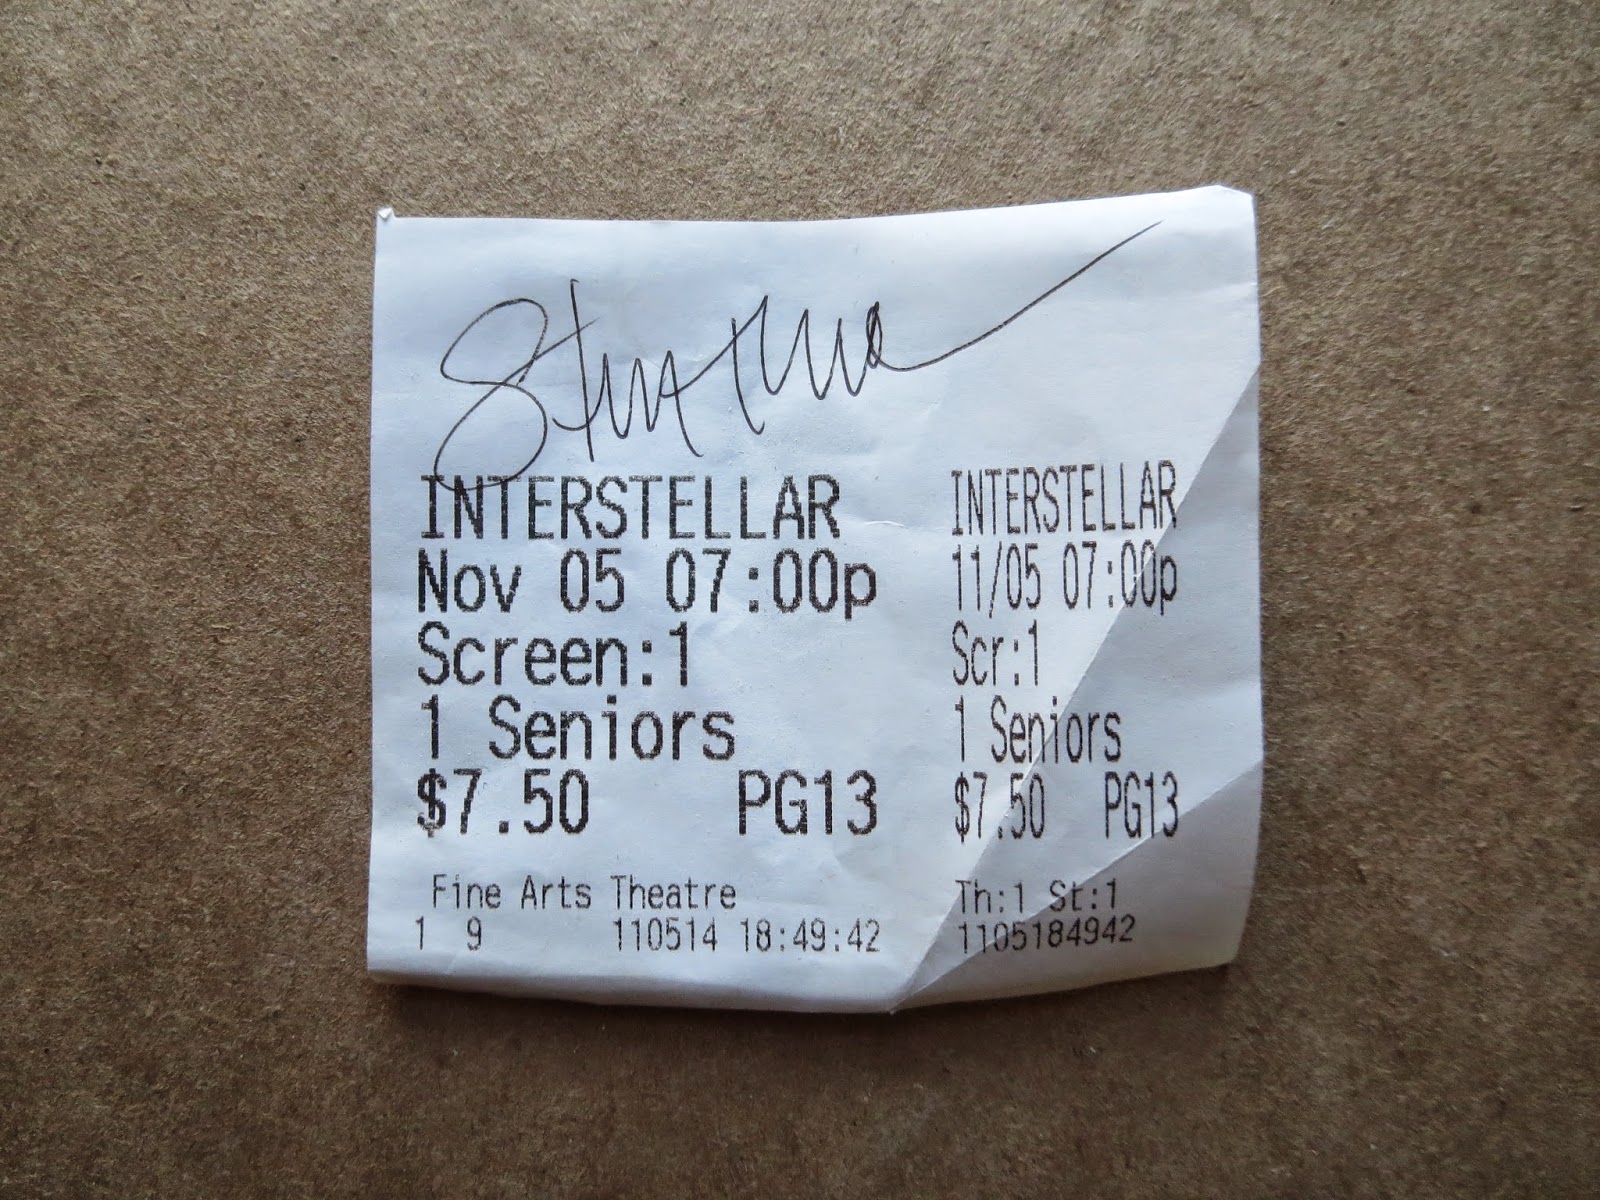 INTERSTELLAR
Nov 05 07:00p
Screen:1
1 Seniors
$7.50 PG13
Fine Arts Theatre
1 9 110514 18:49:42
INTERSTELLAR
11/05 07:00p
Scr:1
1 Seniors
$7.50 PG13
Th:1 St:1
1105184942